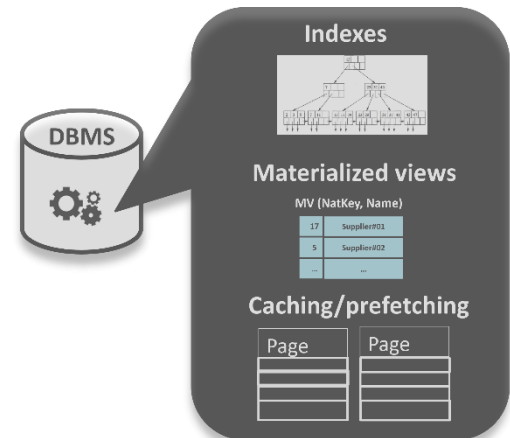 Indexes
DBMS
Materialized views
MV (NatKey, Name)
17 Supplier#01
5 Supplier#02
... ...
Caching/prefetching
Page Page